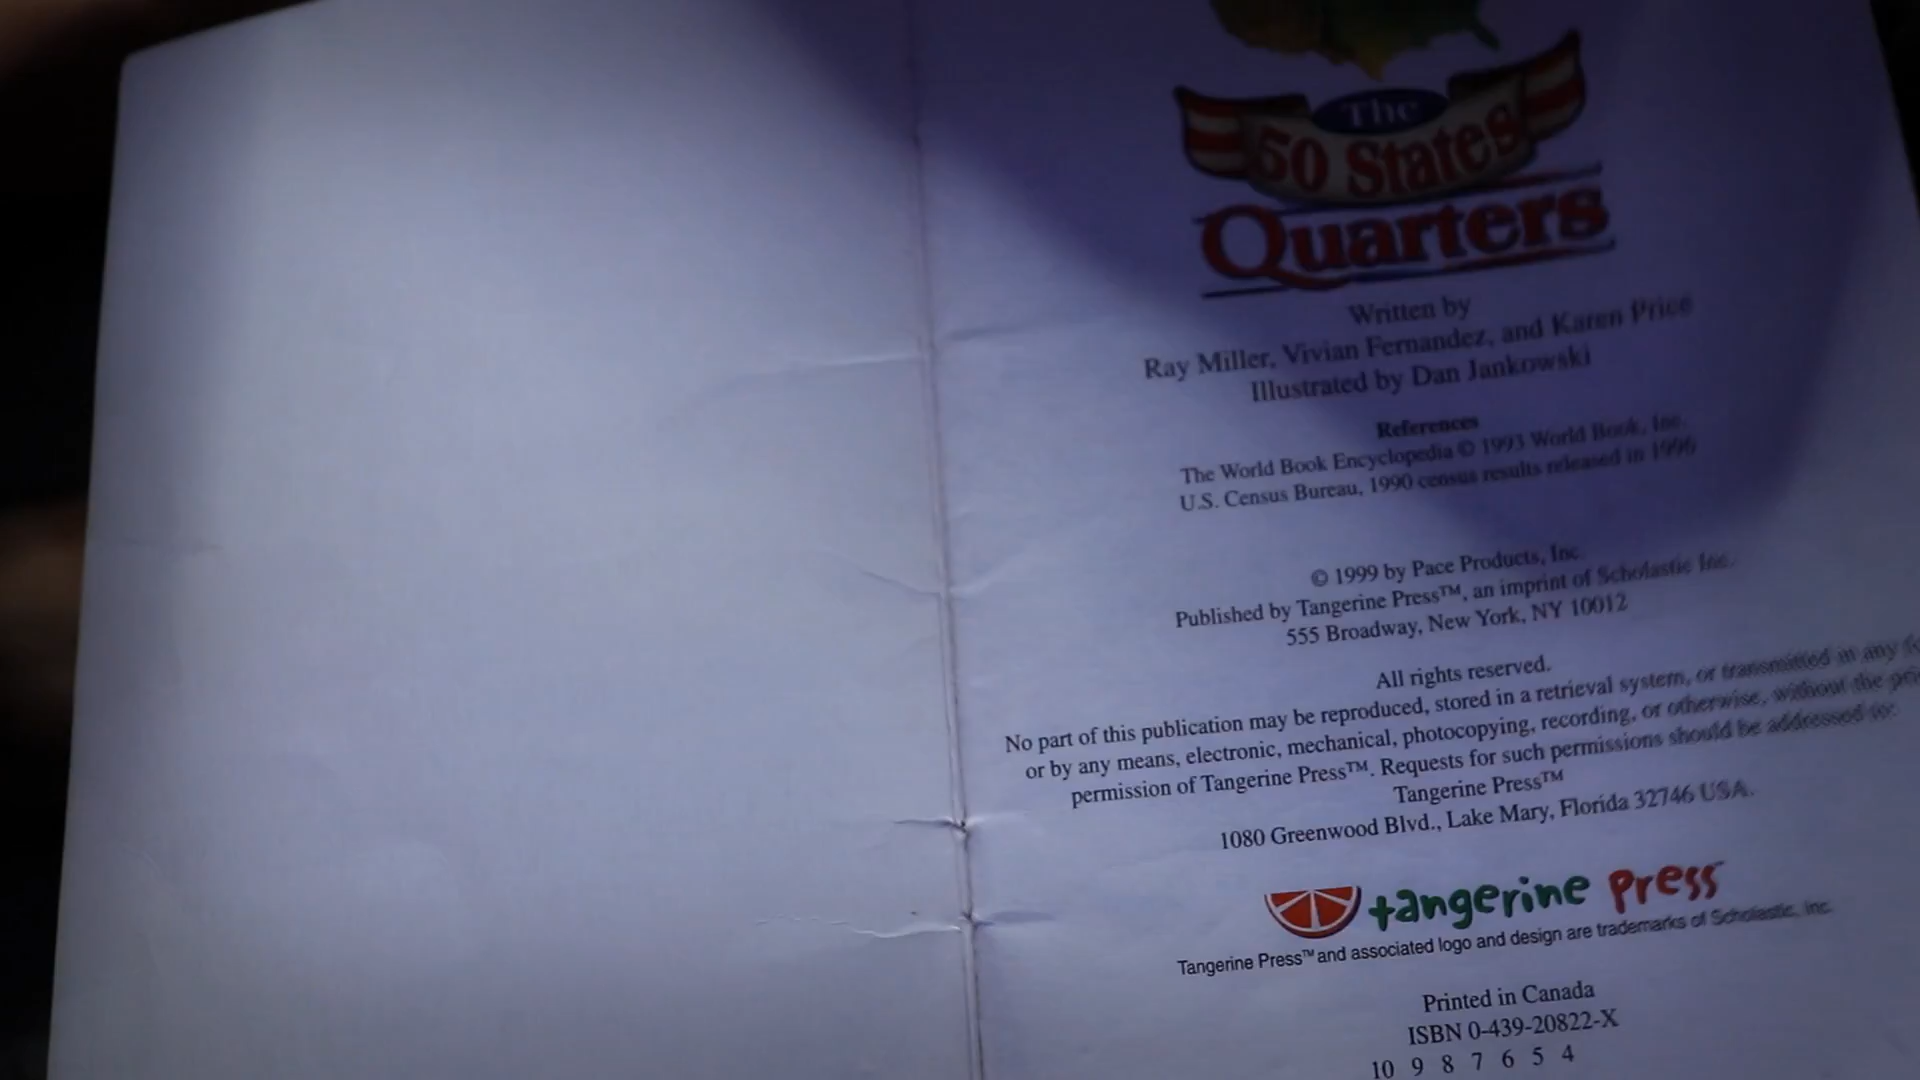 The
50 States
Quarters
Written by
Ray Miller, Vivian Fernandez, and Karen Price
Illustrated by Dan Jankowski
References
The World Book Encyclopedia © 1993 World Book, Inc.
U.S. Census Bureau, 1990 census results released in 1996
© 1999 by Pace Products, Inc.
Published by Tangerine Press™, an imprint of Scholastic Inc.
555 Broadway, New York, NY 10012
All rights reserved.
No part of this publication may be reproduced, stored in a retrieval system, or transmitted in any
or by any means, electronic, mechanical, photocopying, recording, or otherwise, without the
permission of Tangerine Press™. Requests for such permissions should be addressed to:
Tangerine Press™
1080 Greenwood Blvd., Lake Mary, Florida 32746 USA.
tangerine press
Tangerine Press™ and associated logo and design are trademarks of Scholastic, Inc.
Printed in Canada
ISBN 0-439-20822-X
10 9 8 7 6 5 4